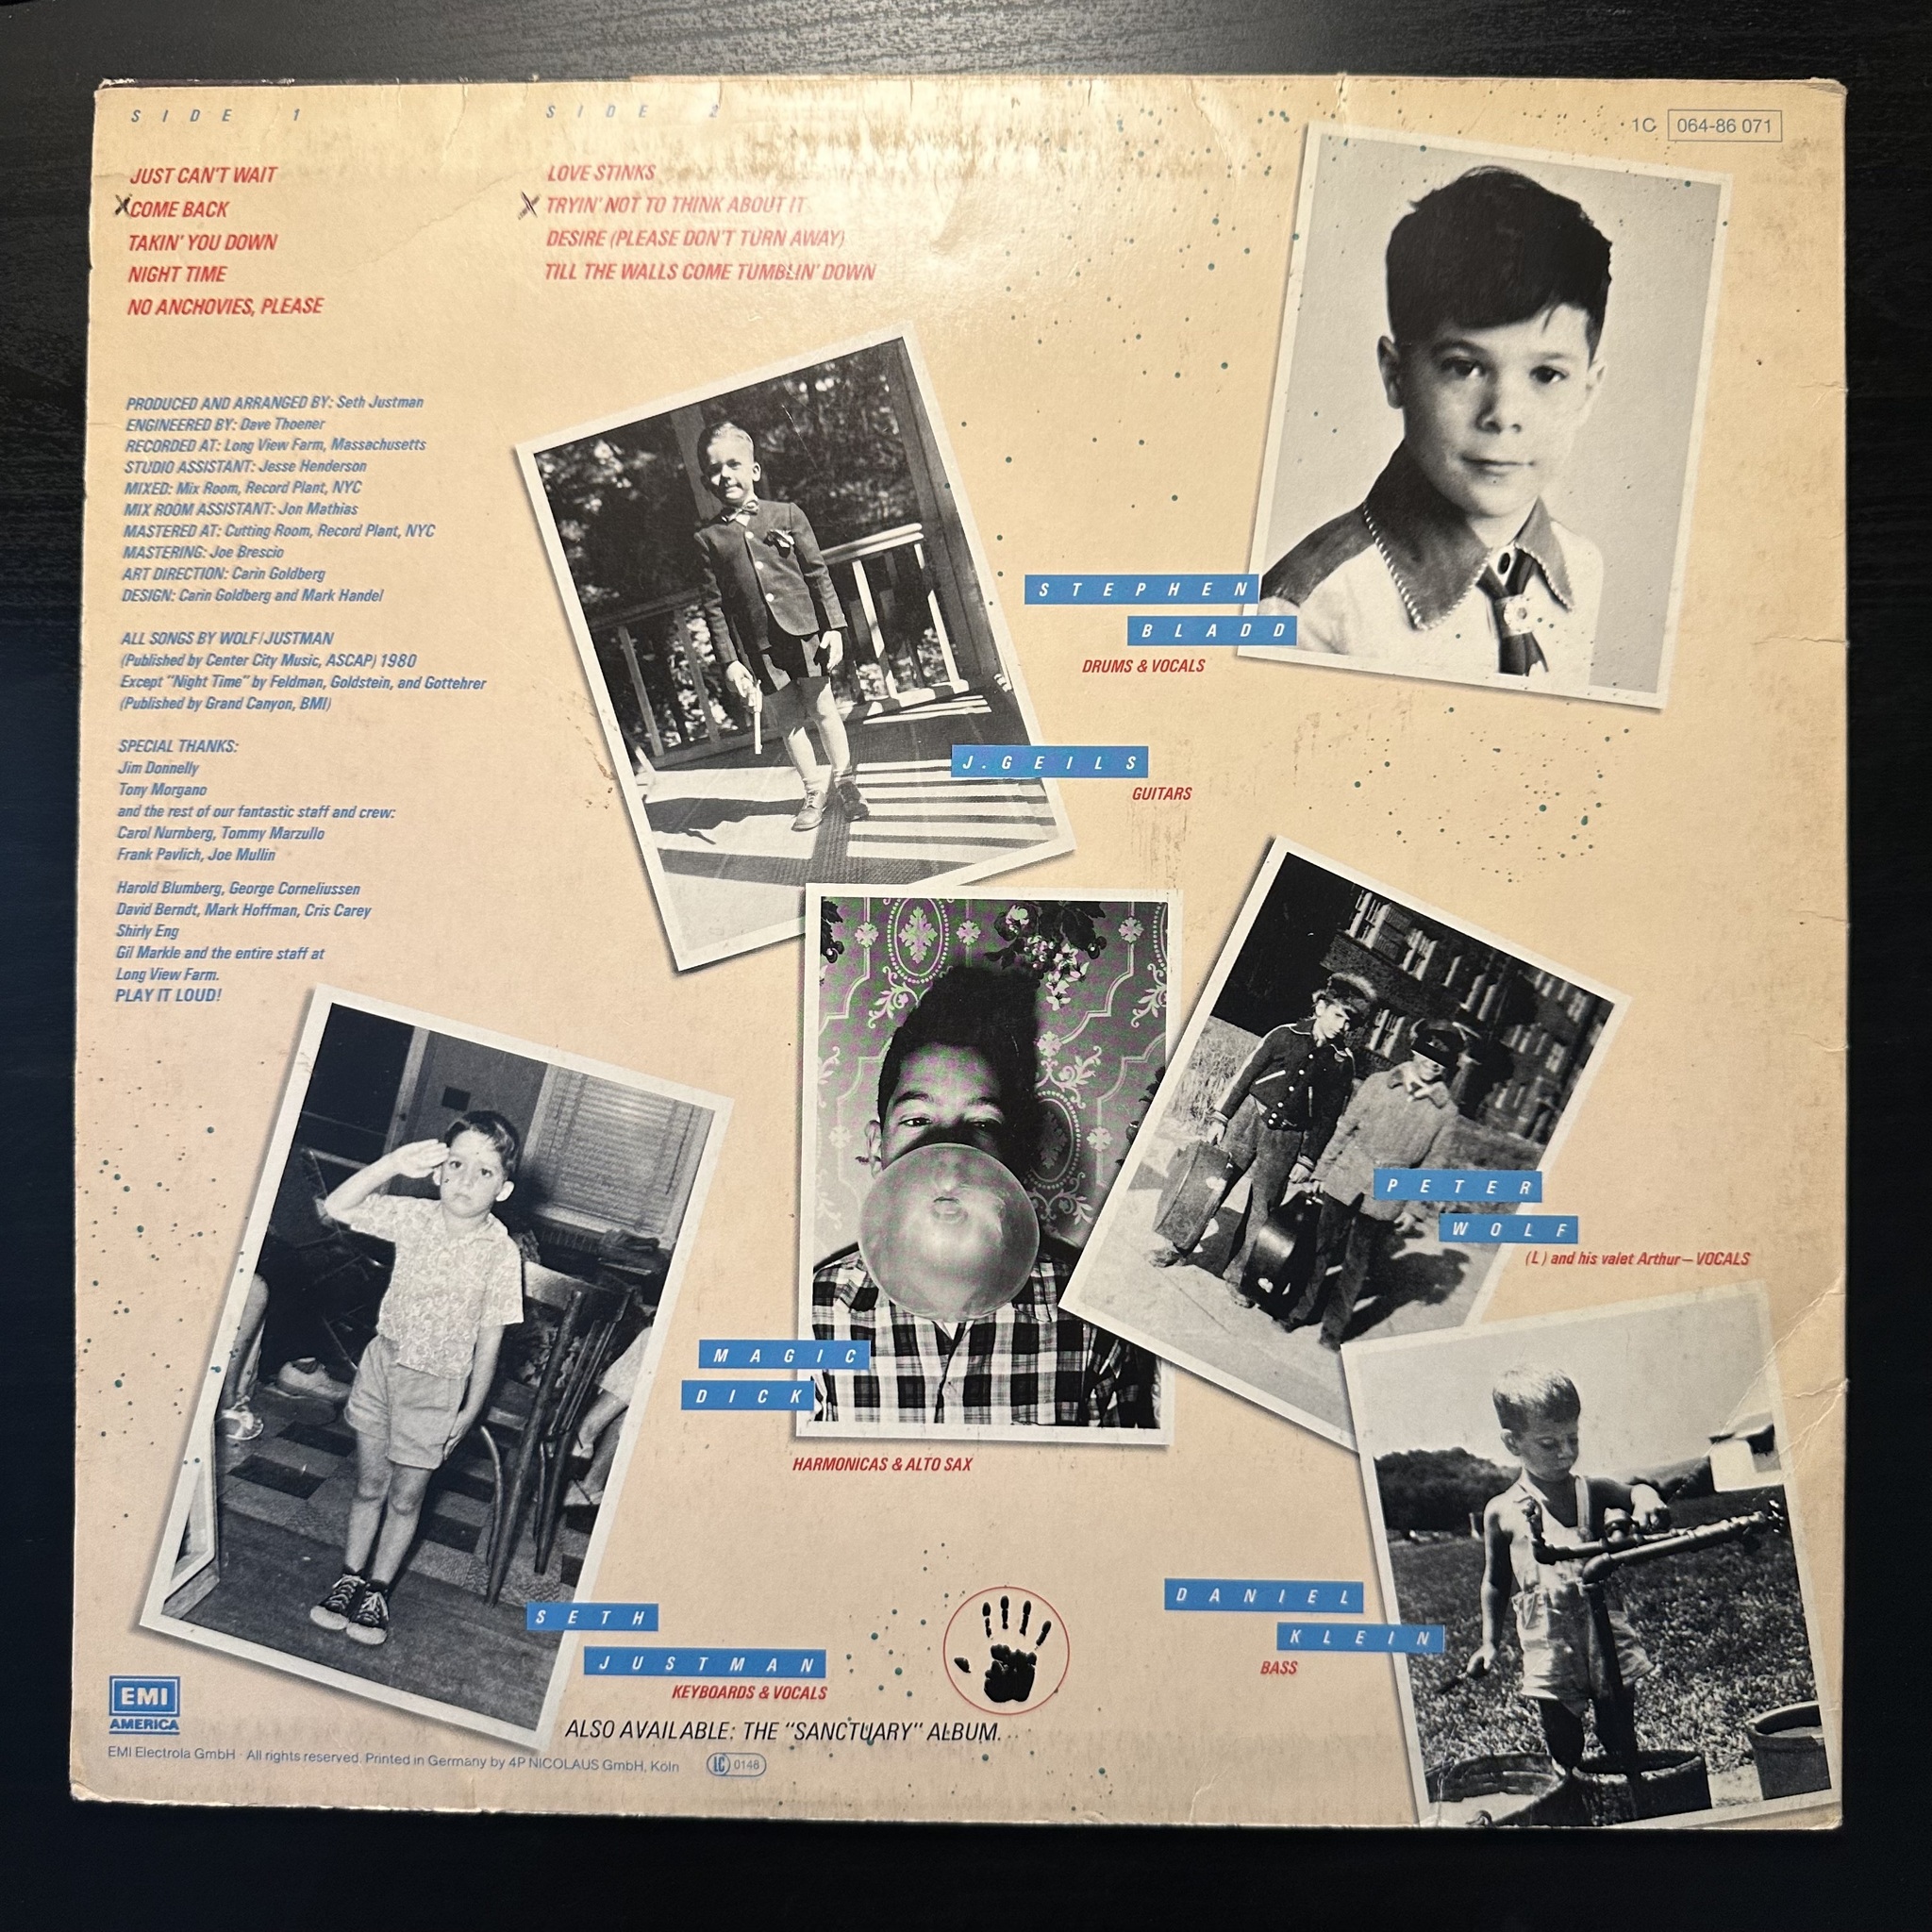 SIDE 1
JUST CAN'T WAIT
X COME BACK
TAKIN' YOU DOWN
NIGHT TIME
NO ANCHOVIES, PLEASE
SIDE 2
LOVE STINKS
X TRYIN' NOT TO THINK ABOUT IT
DESIRE (PLEASE DON'T TURN AWAY)
TILL THE WALLS COME TUMBLIN' DOWN
1C 064-86 071
PRODUCED AND ARRANGED BY: Seth Justman
ENGINEERED BY: Dave Thoener
RECORDED AT: Long View Farm, Massachusetts
STUDIO ASSISTANT: Jesse Henderson
MIXED: Mix Room, Record Plant, NYC
MIX ROOM ASSISTANT: Jon Mathias
MASTERED AT: Cutting Room, Record Plant, NYC
MASTERING: Joe Brescio
ART DIRECTION: Carin Goldberg
DESIGN: Carin Goldberg and Mark Handel
ALL SONGS BY WOLF/JUSTMAN
(Published by Center City Music, ASCAP) 1980
Except "Night Time" by Feldman, Goldstein, and Gottehrer
(Published by Grand Canyon, BMI)
SPECIAL THANKS:
Jim Donnelly
Tony Morgano
and the rest of our fantastic staff and crew:
Carol Nurnberg, Tommy Marzullo
Frank Pavlich, Joe Mullin
Harold Blumberg, George Corneliussen
David Berndt, Mark Hoffman, Cris Carey
Shirly Eng
Gil Markle and the entire staff at
Long View Farm.
PLAY IT LOUD!
STEPHEN
BLADD
DRUMS & VOCALS
J. GEILS
GUITARS
PETER
WOLF
(L) and his valet Arthur—VOCALS
MAGIC
DICK
HARMONICAS & ALTO SAX
DANIEL
KLEIN
BASS
SETH
JUSTMAN
KEYBOARDS & VOCALS
ALSO AVAILABLE: THE "SANCTUARY" ALBUM...
EMI
AMERICA
EMI Electrola GmbH · All rights reserved. Printed in Germany by 4P NICOLAUS GmbH, Köln
LC 0148